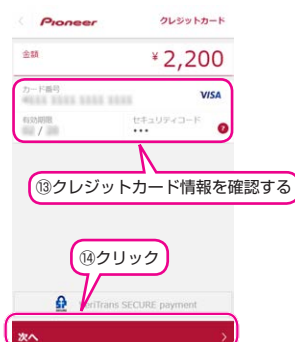 Pioneer
クレジットカード
金額
¥ 2,200
カード番号
VISA
有効期限
セキュリティコード
/
•••
?
⑬クレジットカード情報を確認する
⑭クリック
VeriTrans SECURE payment
次へ